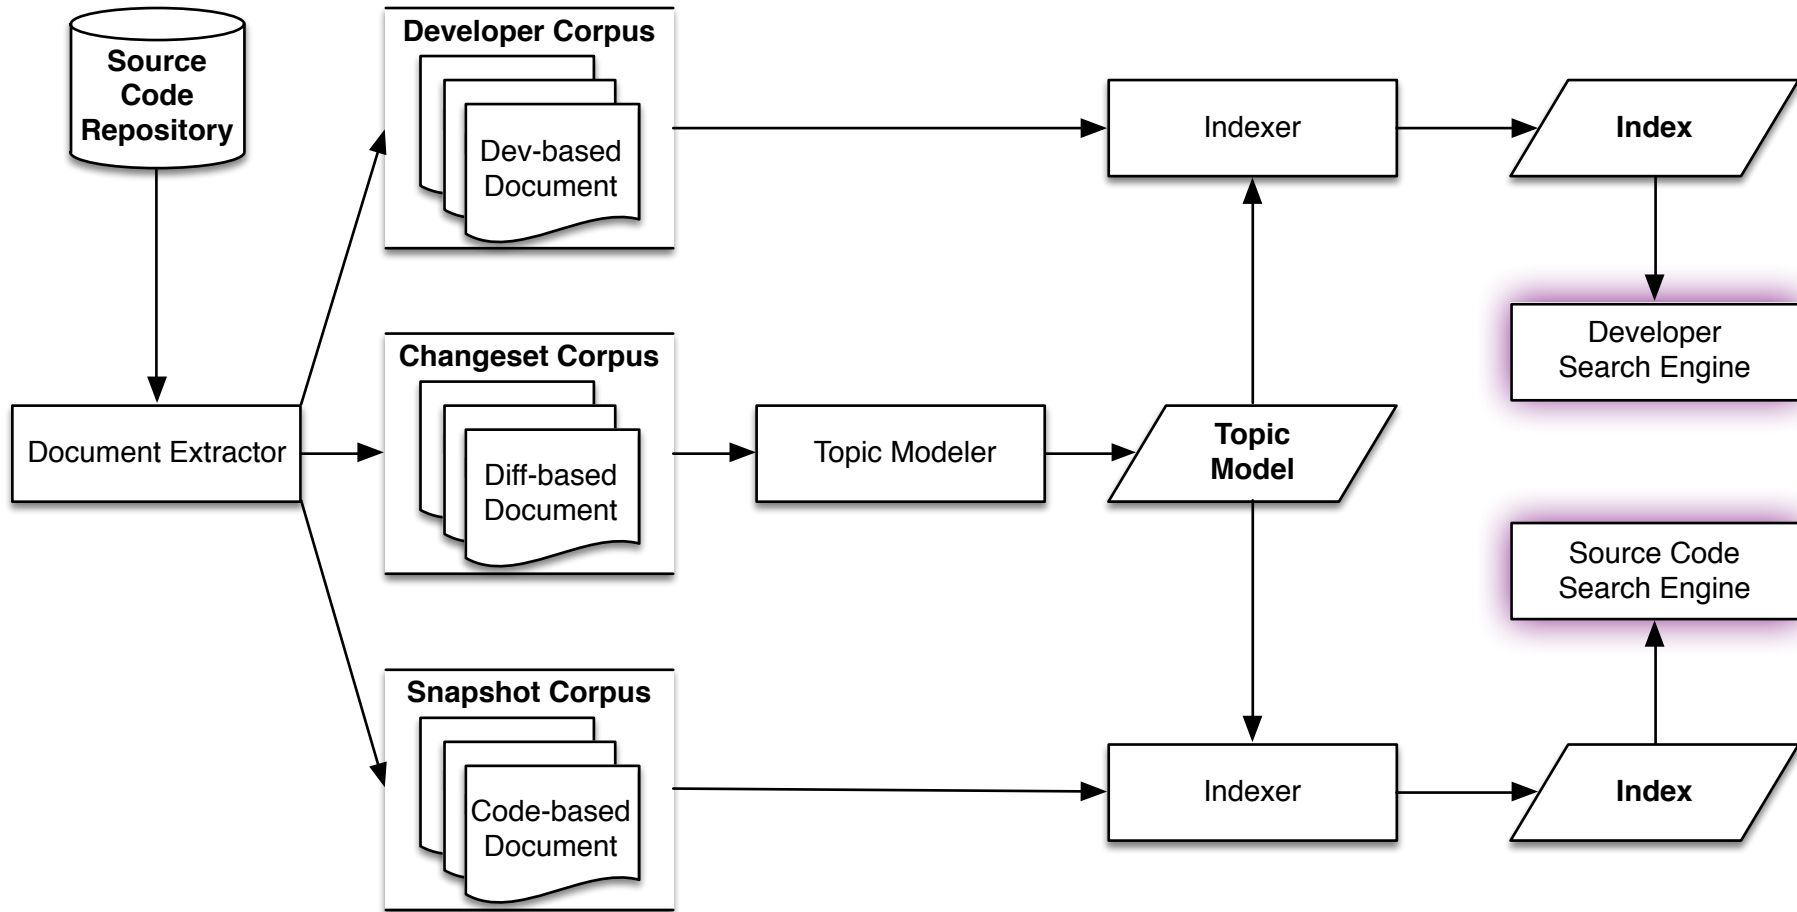 Source
Code
Repository
Developer Corpus
Dev-based
Document
Indexer
Index
Developer
Search Engine
Document Extractor
Changeset Corpus
Diff-based
Document
Topic Modeler
Topic
Model
Source Code
Search Engine
Snapshot Corpus
Code-based
Document
Indexer
Index